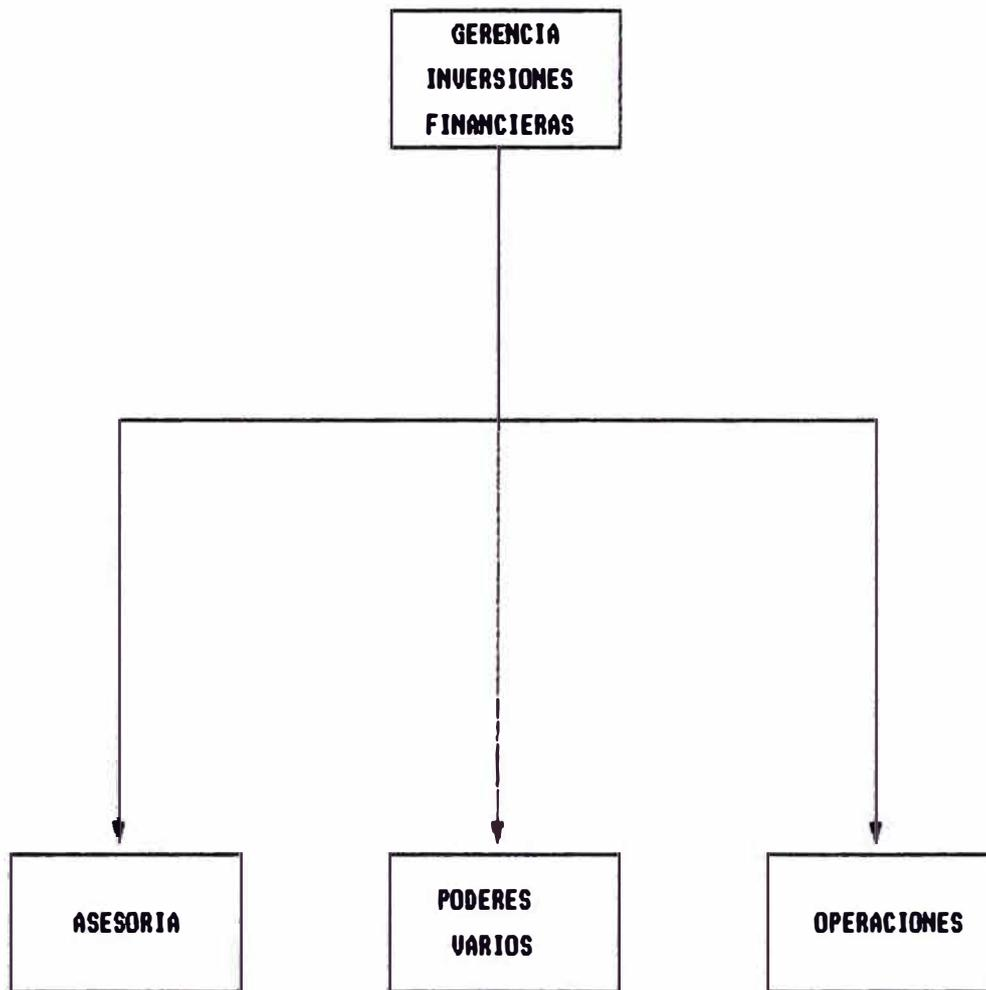 GERENCIA
INVERSIONES
FINANCIERAS
ASESORIA
PODERES
VARIOS
OPERACIONES